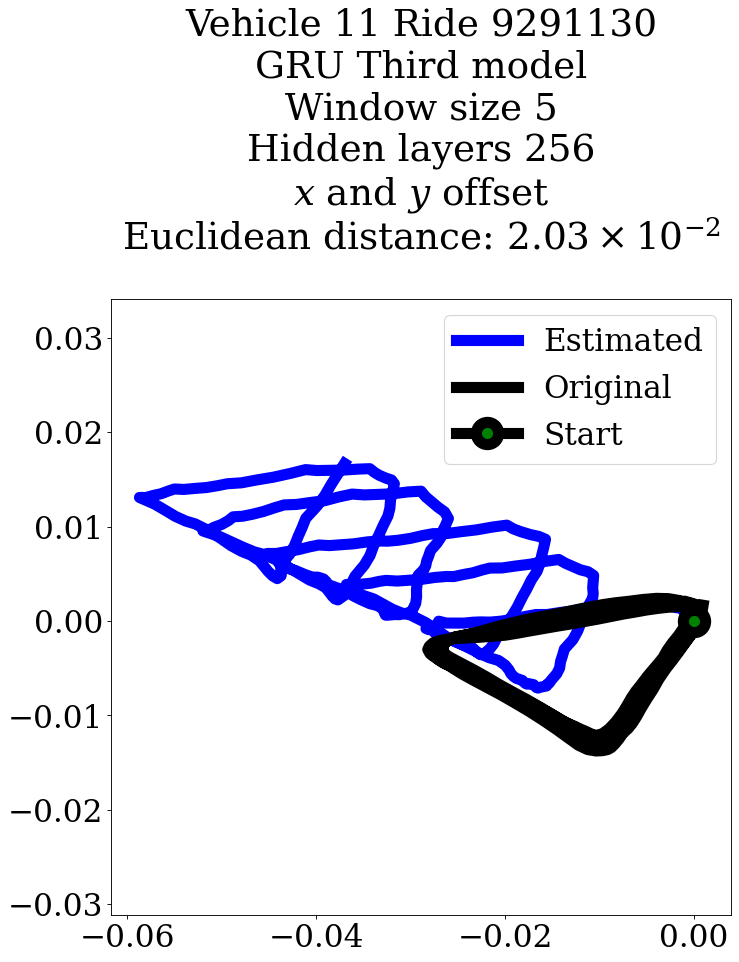 Vehicle 11 Ride 9291130
GRU Third model
Window size 5
Hidden layers 256
x and y offset
Euclidean distance: 2.03 × 10⁻²
Estimated
Original
Start
0.03
0.02
0.01
0.00
−0.01
−0.02
−0.03
−0.06 −0.04 −0.02 0.00